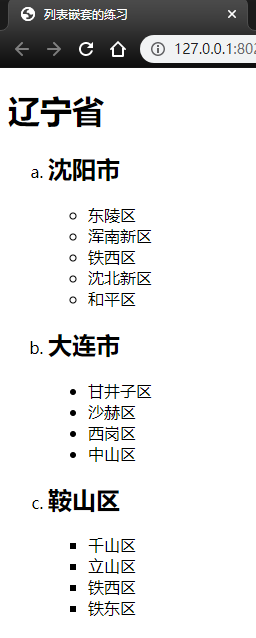 列表嵌套的练习
127.0.0.1:802
辽宁省
a. 沈阳市
东陵区
浑南新区
铁西区
沈北新区
和平区
b. 大连市
甘井子区
沙赫区
西岗区
中山区
c. 鞍山区
千山区
立山区
铁西区
铁东区